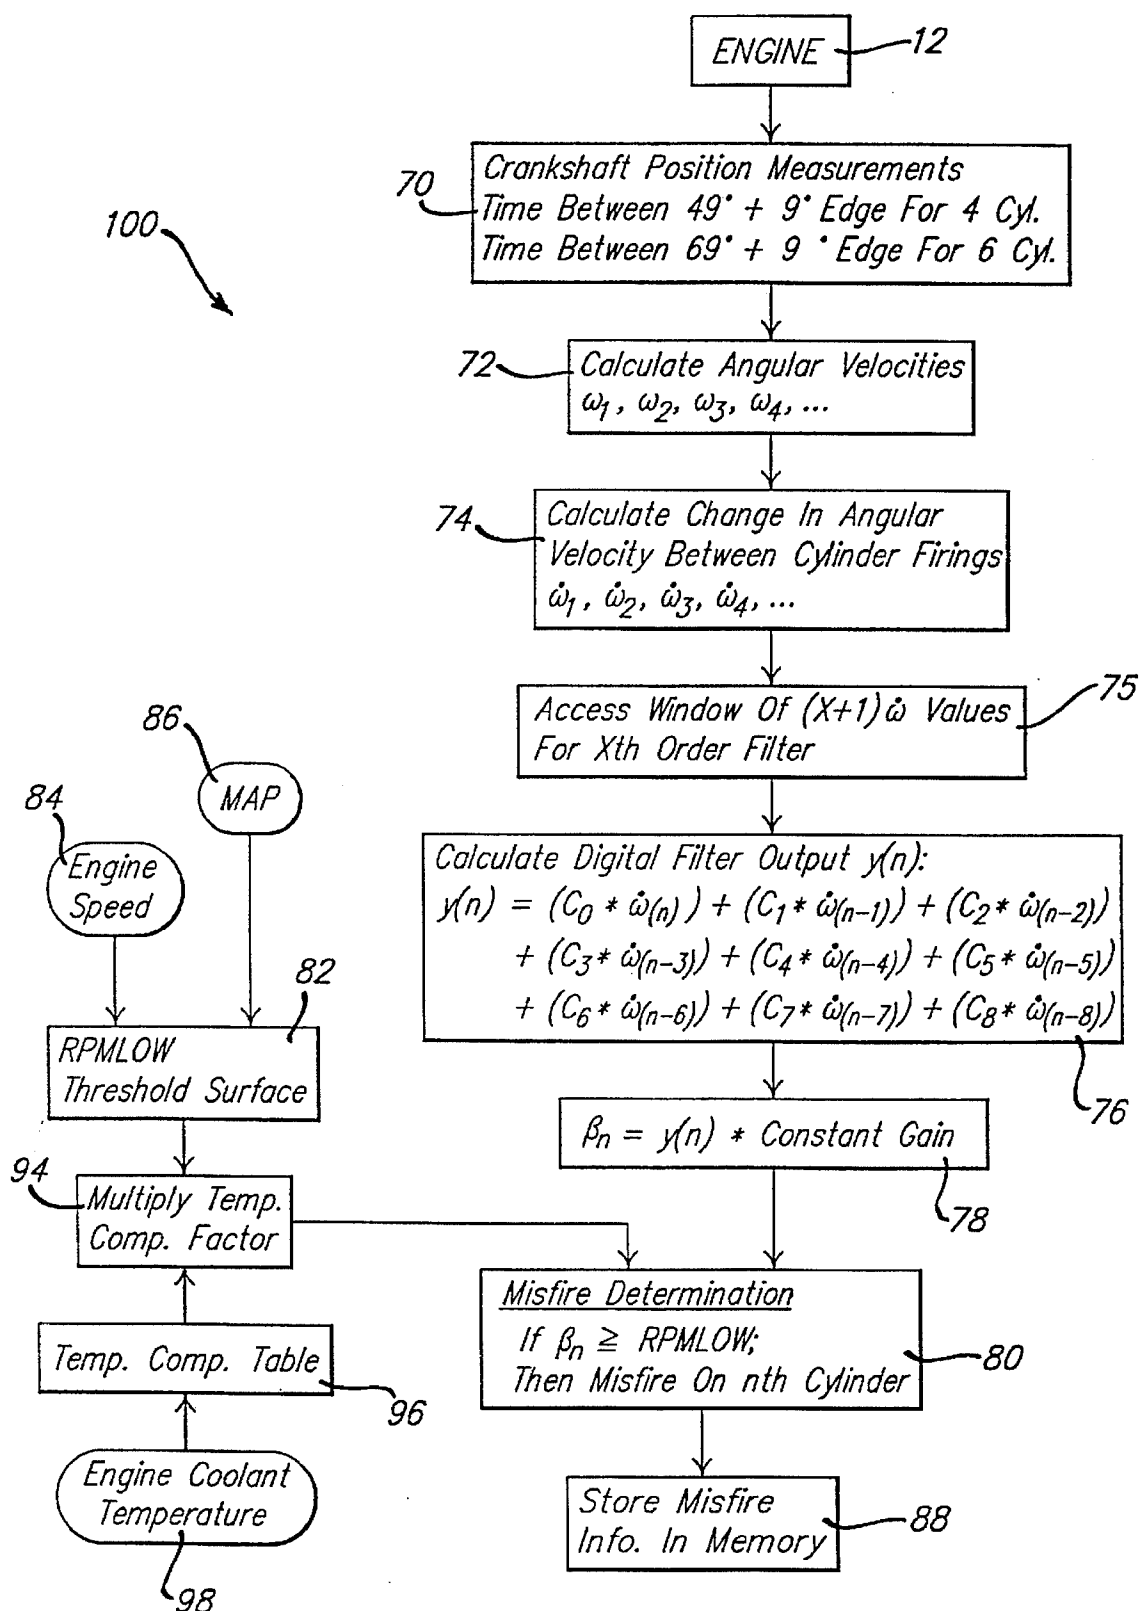 ENGINE
12
Crankshaft Position Measurements
Time Between 49° + 9° Edge For 4 Cyl.
Time Between 69° + 9 ° Edge For 6 Cyl.
70
100
72
Calculate Angular Velocities
ω1, ω2, ω3, ω4, ...
74
Calculate Change In Angular
Velocity Between Cylinder Firings
ω̇1, ω̇2, ω̇3, ω̇4, ...
75
Access Window Of (X+1) ω̇ Values
For Xth Order Filter
86
MAP
84
Engine
Speed
Calculate Digital Filter Output y(n):
y(n) = (C0 * ω̇(n)) + (C1 * ω̇(n-1)) + (C2 * ω̇(n-2))
+ (C3 * ω̇(n-3)) + (C4 * ω̇(n-4)) + (C5 * ω̇(n-5))
+ (C6 * ω̇(n-6)) + (C7 * ω̇(n-7)) + (C8 * ω̇(n-8))
76
82
RPMLOW
Threshold Surface
βn = y(n) * Constant Gain
78
94
Multiply Temp.
Comp. Factor
Misfire Determination
If βn ≧ RPMLOW;
Then Misfire On nth Cylinder
80
Temp. Comp. Table
96
Engine Coolant
Temperature
98
Store Misfire
Info. In Memory
88